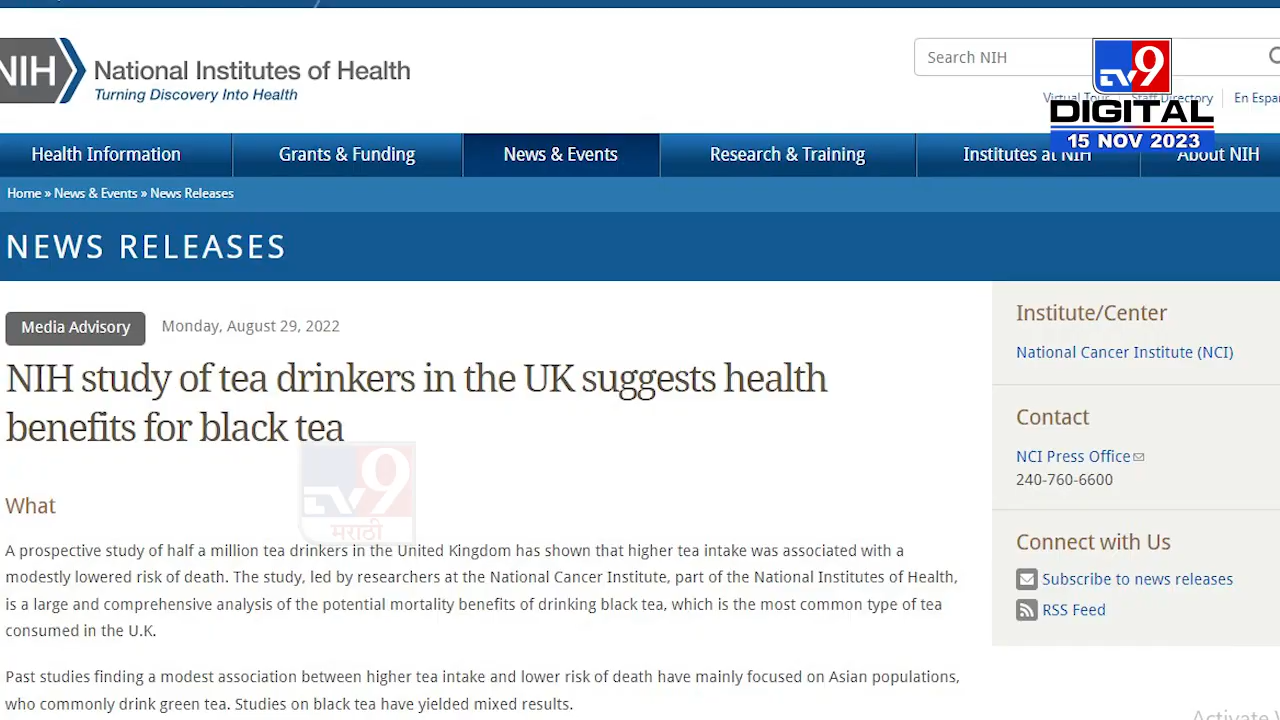 NIH National Institutes of Health
Turning Discovery Into Health
Search NIH
TV9
DIGITAL
15 NOV 2023
Virtual Tour Staff Directory En
Health Information Grants & Funding News & Events Research & Training Institutes at NIH About NIH
Home » News & Events » News Releases
NEWS RELEASES
Media Advisory Monday, August 29, 2022
NIH study of tea drinkers in the UK suggests health
benefits for black tea
TV9
मराठी
What
A prospective study of half a million tea drinkers in the United Kingdom has shown that higher tea intake was associated with a
modestly lowered risk of death. The study, led by researchers at the National Cancer Institute, part of the National Institutes of Health,
is a large and comprehensive analysis of the potential mortality benefits of drinking black tea, which is the most common type of tea
consumed in the U.K.
Past studies finding a modest association between higher tea intake and lower risk of death have mainly focused on Asian populations,
who commonly drink green tea. Studies on black tea have yielded mixed results.
Institute/Center
National Cancer Institute (NCI)
Contact
NCI Press Office
240-760-6600
Connect with Us
Subscribe to news releases
RSS Feed
Activate